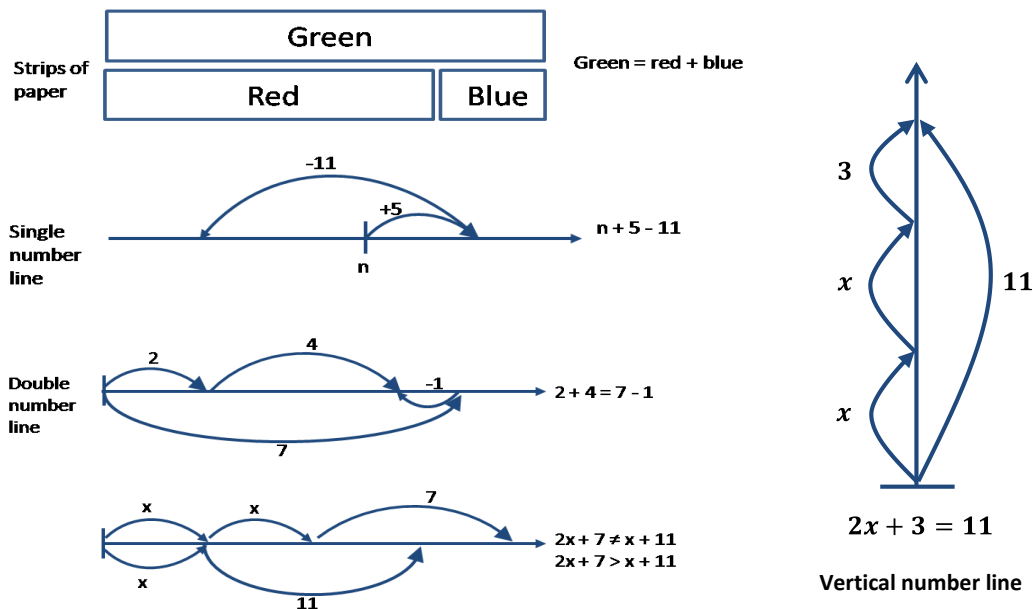 Green
Strips of
paper
Red
Blue
Green = red + blue
-11
+5
Single
number
line
n
n + 5 - 11
2
4
-1
Double
number
line
7
2 + 4 = 7 - 1
x
x
7
x
11
2x + 7 ≠ x + 11
2x + 7 > x + 11
3
x
x
11
2x + 3 = 11
Vertical number line